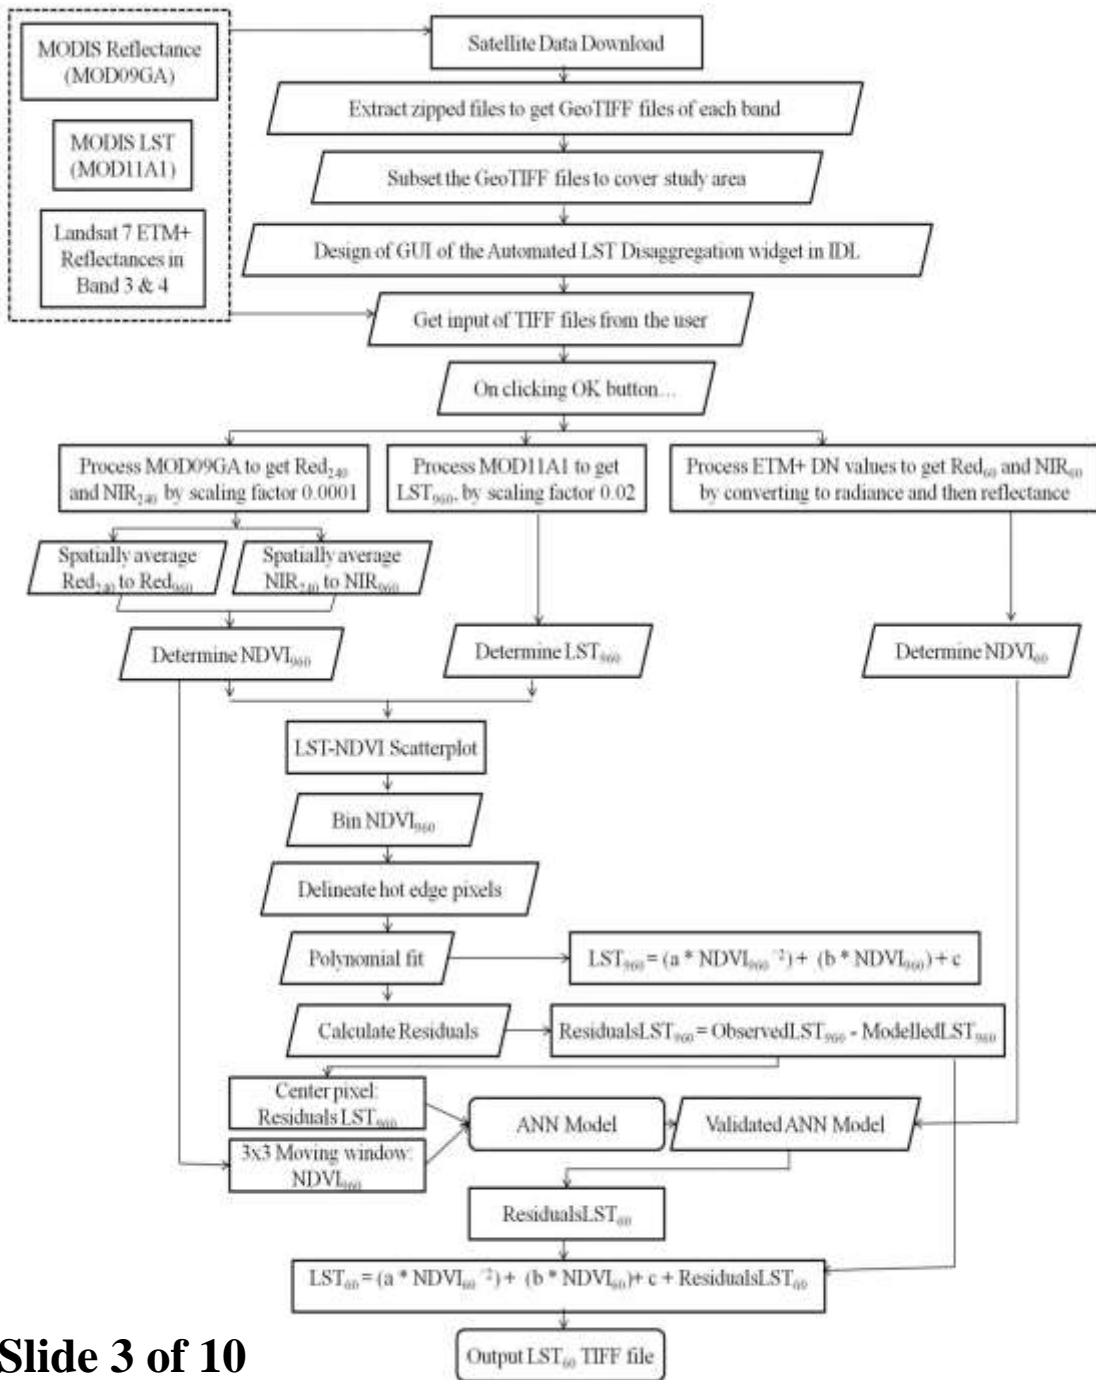 MODIS Reflectance
(MOD09GA)
MODIS LST
(MOD11A1)
Landsat 7 ETM+
Reflectances in
Band 3 & 4
Satellite Data Download
Extract zipped files to get GeoTIFF files of each band
Subset the GeoTIFF files to cover study area
Design of GUI of the Automated LST Disaggregation widget in IDL
Get input of TIFF files from the user
On clicking OK button…
Process MOD09GA to get Red₂₄₀
and NIR₂₄₀ by scaling factor 0.0001
Process MOD11A1 to get
LST₉₆₀, by scaling factor 0.02
Process ETM+ DN values to get Red₆₀ and NIR₆₀
by converting to radiance and then reflectance
Spatially average
Red₂₄₀ to Red₉₆₀
Spatially average
NIR₂₄₀ to NIR₉₆₀
Determine NDVI₉₆₀
Determine LST₉₆₀
Determine NDVI₆₀
LST-NDVI Scatterplot
Bin NDVI₉₆₀
Delineate hot edge pixels
Polynomial fit
LST₉₆₀ = (a * NDVI₉₆₀ ^2) + (b * NDVI₉₆₀) + c
Calculate Residuals
ResidualsLST₉₆₀ = ObservedLST₉₆₀ - ModelledLST₉₆₀
Center pixel:
Residuals LST₉₆₀
3x3 Moving window:
NDVI₉₆₀
ANN Model
Validated ANN Model
ResidualsLST₆₀
LST₆₀ = (a * NDVI₆₀ ^2) + (b * NDVI₆₀) + c + ResidualsLST₆₀
Output LST₆₀ TIFF file
Slide 3 of 10